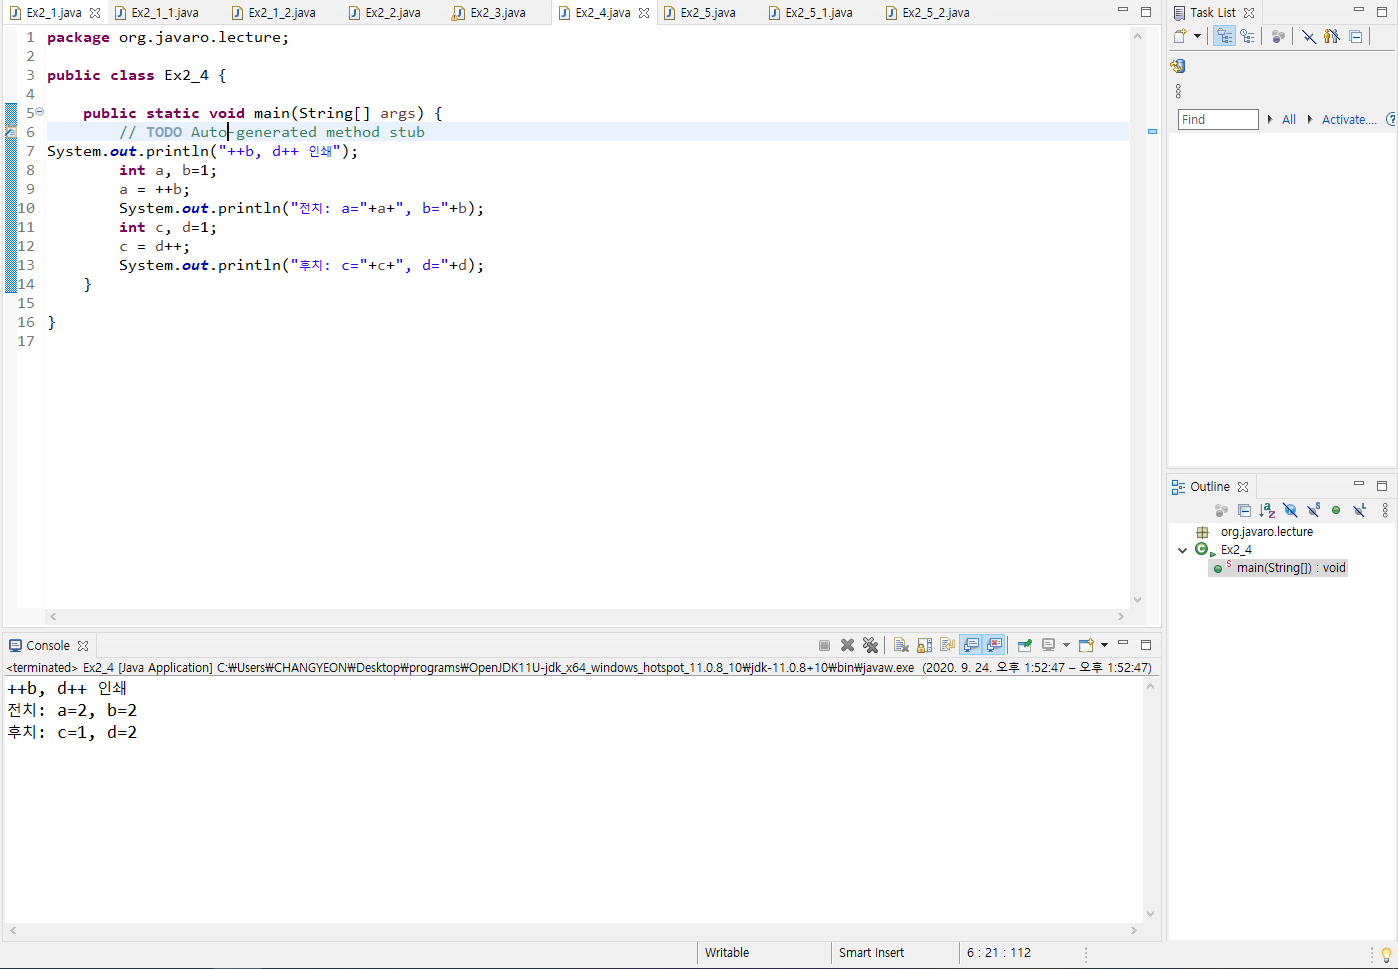 Ex2_1.java Ex2_1_1.java Ex2_1_2.java Ex2_2.java Ex2_3.java Ex2_4.java Ex2_5.java Ex2_5_1.java Ex2_5_2.java
1 package org.javaro.lecture;
2
3 public class Ex2_4 {
4
5 public static void main(String[] args) {
6 // TODO Auto-generated method stub
7 System.out.println("++b, d++ 인쇄");
8 int a, b=1;
9 a = ++b;
10 System.out.println("전치: a="+a+", b="+b);
11 int c, d=1;
12 c = d++;
13 System.out.println("후치: c="+c+", d="+d);
14 }
15
16 }
17
Task List
Find All Activate....
Outline
org.javaro.lecture
Ex2_4
main(String[]) : void
Console
<terminated> Ex2_4 [Java Application] C:₩Users₩CHANGYEON₩Desktop₩programs₩OpenJDK11U-jdk_x64_windows_hotspot_11.0.8_10₩jdk-11.0.8+10₩bin₩javaw.exe (2020. 9. 24. 오후 1:52:47 – 오후 1:52:47)
++b, d++ 인쇄
전치: a=2, b=2
후치: c=1, d=2
Writable Smart Insert 6 : 21 : 112